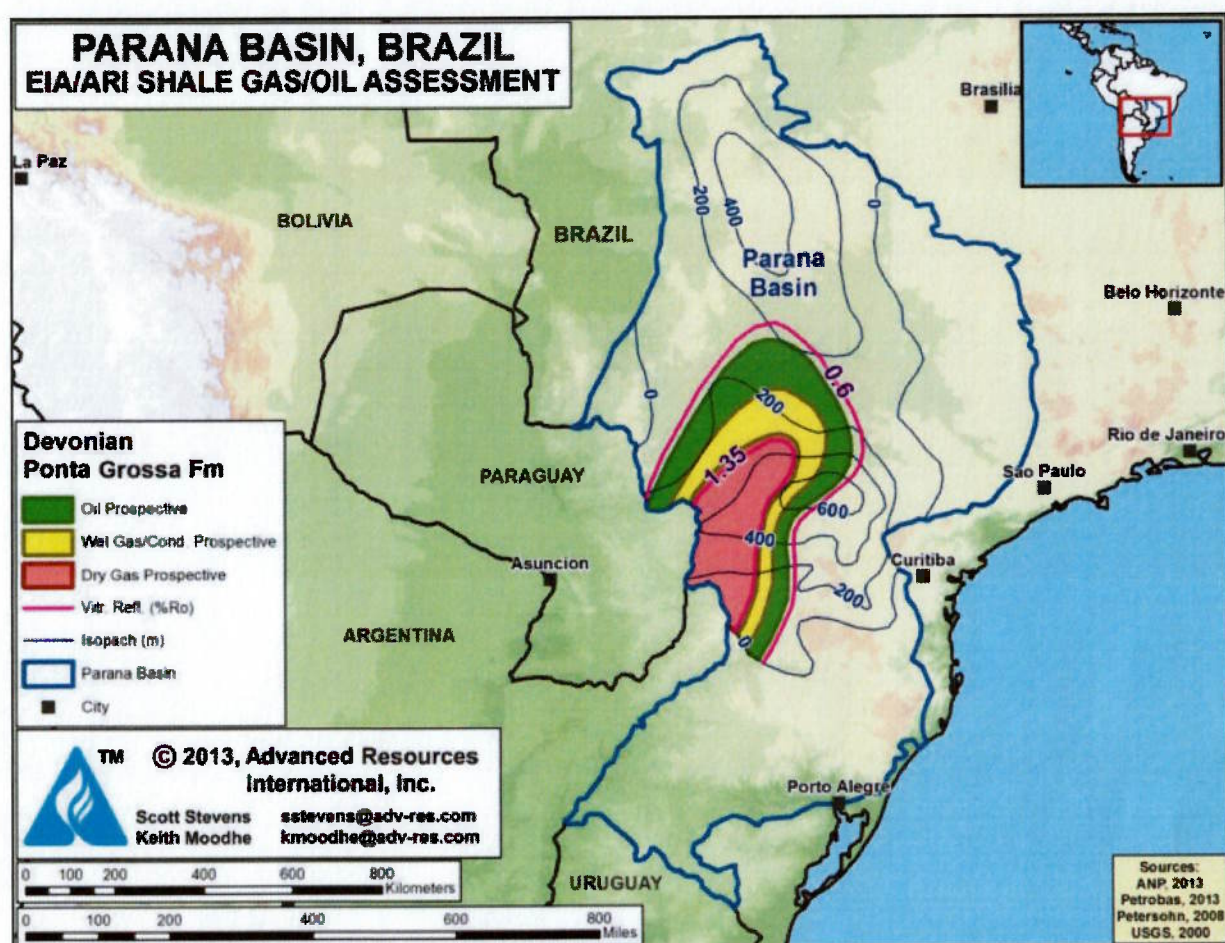 PARANA BASIN, BRAZIL
EIA/ARI SHALE GAS/OIL ASSESSMENT
Brasilia
La Paz
BOLIVIA
BRAZIL
200
400
0
Parana
Basin
Belo Horizonte
0
0.6
200
1.35
600
400
200
0
Rio de Janeiro
São Paulo
Curitiba
PARAGUAY
Asuncion
ARGENTINA
Devonian
Ponta Grossa Fm
Oil Prospective
Wet Gas/Cond. Prospective
Dry Gas Prospective
Vitr. Refl. (%Ro)
Isopach (m)
Parana Basin
City
TM
© 2013, Advanced Resources
International, Inc.
Scott Stevens sstevens@adv-res.com
Keith Moodhe kmoodhe@adv-res.com
Porto Alegre
URUGUAY
0 100 200 400 600 800
Kilometers
0 100 200 400 600 800
Miles
Sources:
ANP, 2013
Petrobas, 2013
Petersohn, 2008
USGS, 2000